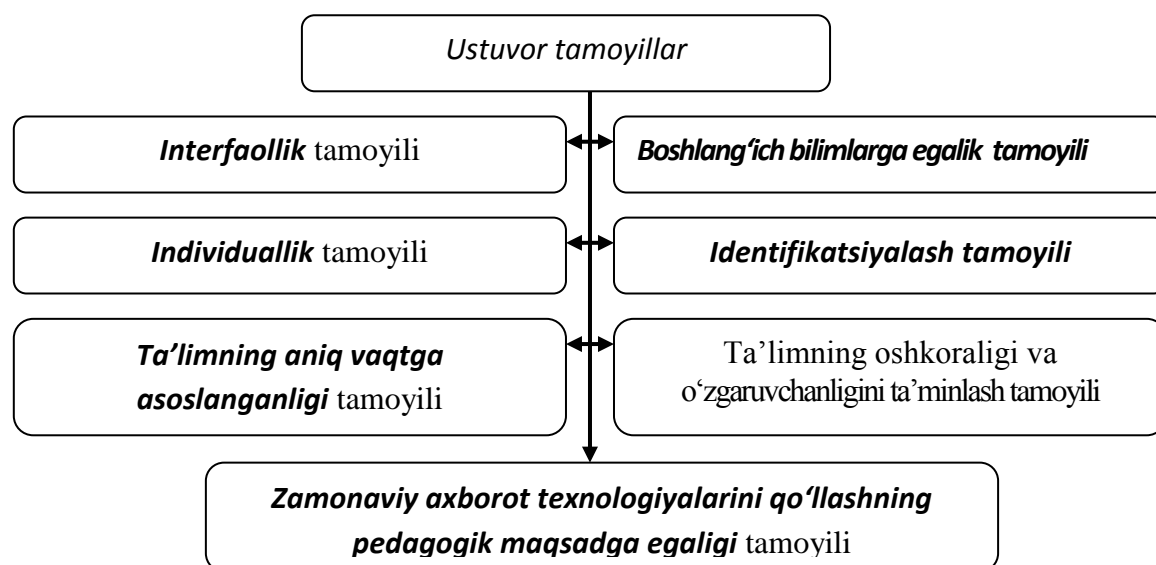 Ustuvor tamoyillar
Interfaollik tamoyili
Boshlang‘ich bilimlarga egalik tamoyili
Individuallik tamoyili
Identifikatsiyalash tamoyili
Ta’limning aniq vaqtga
asoslanganligi tamoyili
Ta’limning oshkoraligi va
o‘zgaruvchanligini ta’minlash tamoyili
Zamonaviy axborot texnologiyalarini qo‘llashning
pedagogik maqsadga egaligi tamoyili